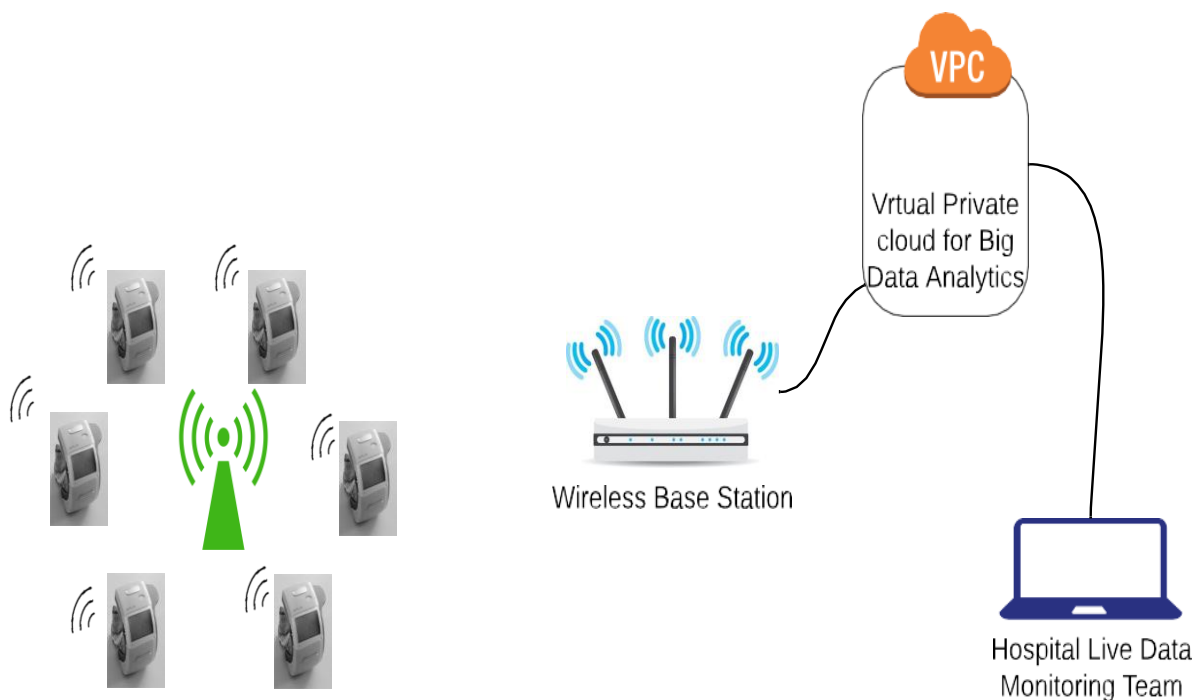 VPC
Vrtual Private
cloud for Big
Data Analytics
Wireless Base Station
Hospital Live Data
Monitoring Team